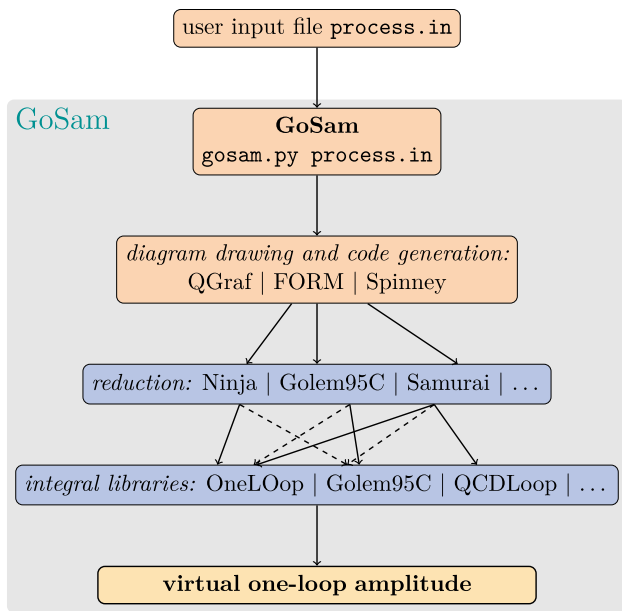 user input file process.in
GoSam
GoSam
gosam.py process.in
diagram drawing and code generation:
QGraf | FORM | Spinney
reduction: Ninja | Golem95C | Samurai | ...
integral libraries: OneLOop | Golem95C | QCDLoop | ...
virtual one-loop amplitude